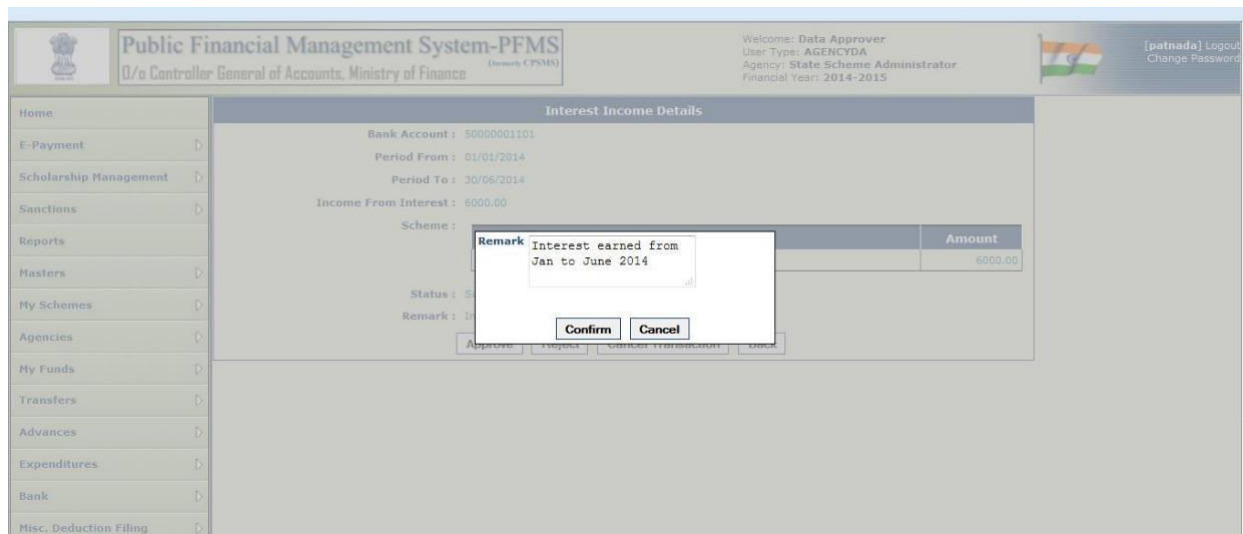 Public Financial Management System-PFMS
(Formerly CPSMS)
O/o Controller General of Accounts, Ministry of Finance
Welcome: Data Approver
User Type: AGENCYDA
Agency: State Scheme Administrator
Financial Year: 2014-2015
[patnada] Logout
Change Password
Home
E-Payment
Scholarship Management
Sanctions
Reports
Masters
My Schemes
Agencies
My Funds
Transfers
Advances
Expenditures
Bank
Misc. Deduction Filing
Interest Income Details
Bank Account : 50000001101
Period From : 01/01/2014
Period To : 30/06/2014
Income From Interest : 6000.00
Scheme :
Amount
6000.00
Status :
Remark :
Remark
Interest earned from
Jan to June 2014
Confirm Cancel
Approve Reject Cancel Transaction Back